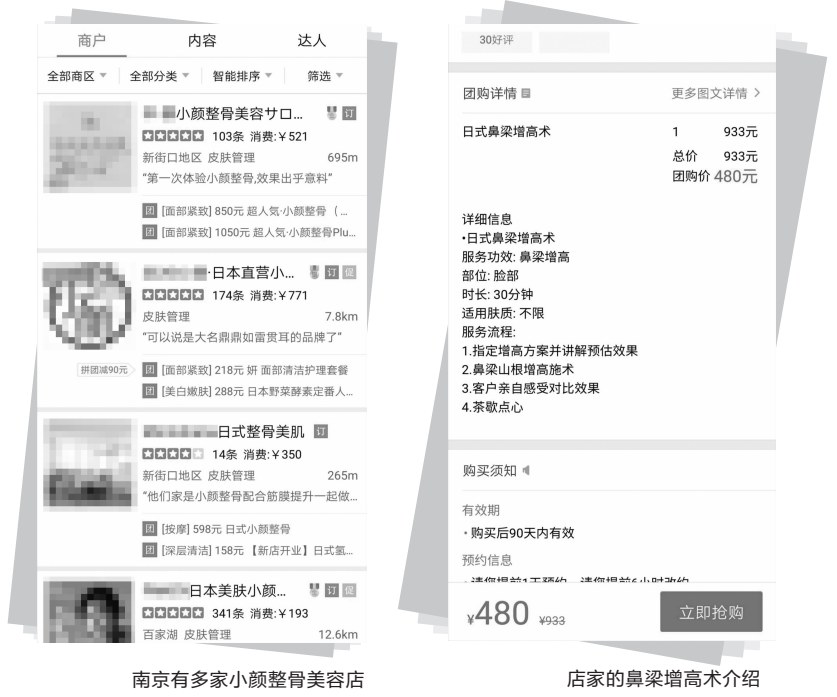 商户 内容 达人
全部商区 全部分类 智能排序 筛选
小颜整骨美容サロ... 订
103条 消费:￥521
新街口地区 皮肤管理 695m
“第一次体验小颜整骨,效果出乎意料”
团 [面部紧致] 850元 超人気·小颜整骨 （ ...
团 [面部紧致] 1050元 超人気·小颜整骨Plu...
·日本直营小... 订 促
174条 消费:￥771
皮肤管理 7.8km
“可以说是大名鼎鼎如雷贯耳的品牌了”
拼团减90元 团 [面部紧致] 218元 妍 面部清洁护理套餐
团 [美白嫩肤] 288元 日本野菜酵素定番人...
日式整骨美肌 订
14条 消费:￥350
新街口地区 皮肤管理 265m
“他们家是小颜整骨配合筋膜提升一起做...
团 [按摩] 598元 日式小颜整骨
团 [深层清洁] 158元 【新店开业】日式氢...
日本美肤小颜... 订 促
341条 消费:￥193
百家湖 皮肤管理 12.6km
南京有多家小颜整骨美容店
30好评
团购详情 更多图文详情
日式鼻梁增高术 1 933元
总价 933元
团购价 480元
详细信息
•日式鼻梁增高术
服务功效: 鼻梁增高
部位: 脸部
时长: 30分钟
适用肤质: 不限
服务流程:
1.指定增高方案并讲解预估效果
2.鼻梁山根增高施术
3.客户亲自感受对比效果
4.茶歇点心
购买须知
有效期
·购买后90天内有效
预约信息
·请您提前1天预约，请您提前6小时改约
￥480 ￥933 立即抢购
店家的鼻梁增高术介绍